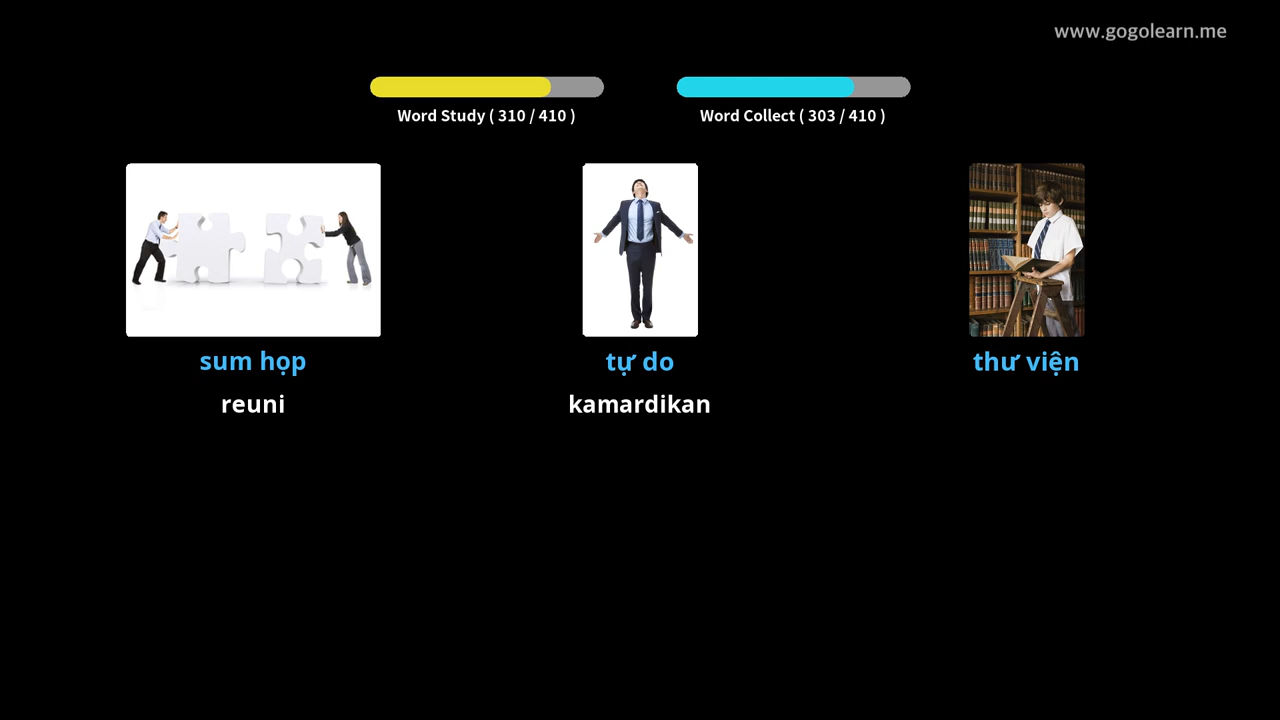 www.gogolearn.me
Word Study ( 310 / 410 )
Word Collect ( 303 / 410 )
sum họp
tự do
thư viện
reuni
kamardikan